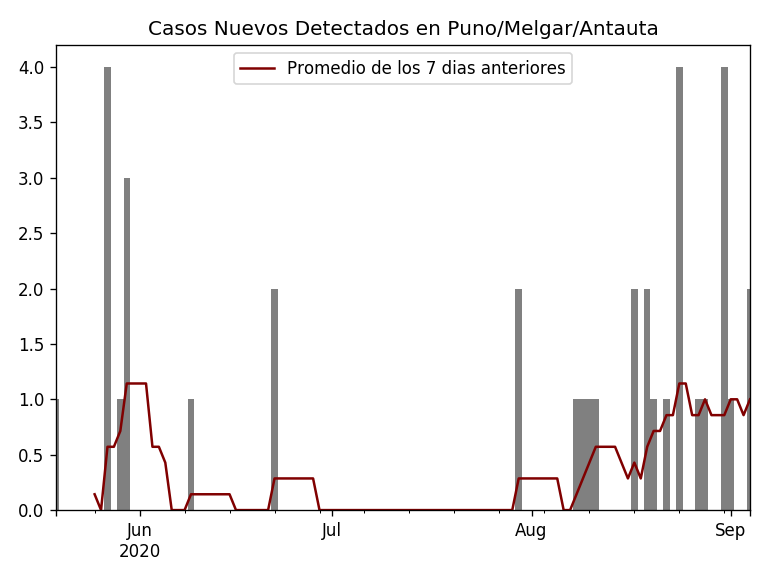 Casos Nuevos Detectados en Puno/Melgar/Antauta
Promedio de los 7 dias anteriores
4.0
3.5
3.0
2.5
2.0
1.5
1.0
0.5
0.0
Jun
2020
Jul
Aug
Sep